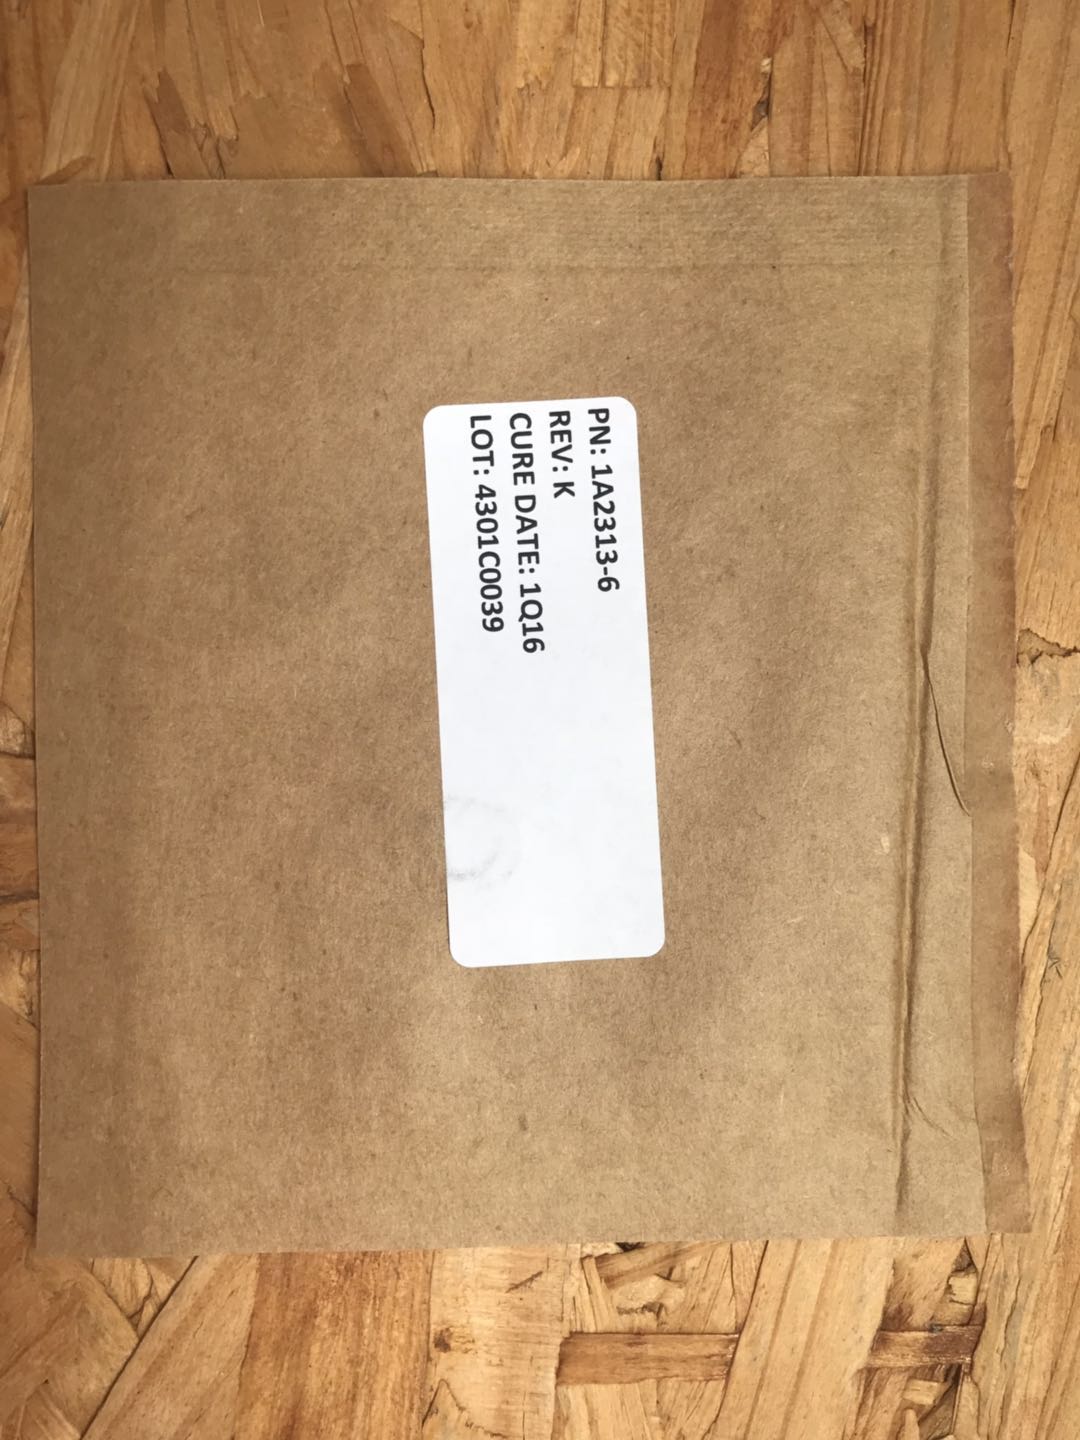 PN: 1A2313-6
REV: K
CURE DATE: 1Q16
LOT: 4301C0039